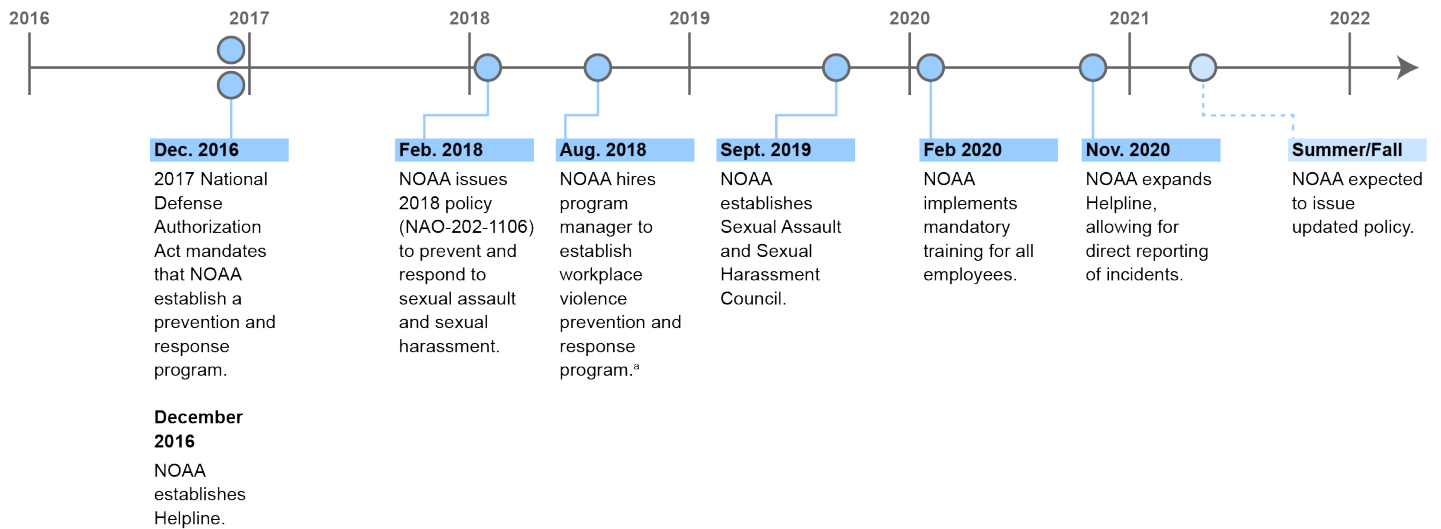 2016
2017
2018
2019
2020
2021
2022
Dec. 2016
2017 National
Defense
Authorization
Act mandates
that NOAA
establish a
prevention and
response
program.
December
2016
NOAA
establishes
Helpline.
Feb. 2018
NOAA issues
2018 policy
(NAO-202-1106)
to prevent and
respond to
sexual assault
and sexual
harassment.
Aug. 2018
NOAA hires
program
manager to
establish
workplace
violence
prevention and
response
program.ª
Sept. 2019
NOAA
establishes
Sexual Assault
and Sexual
Harassment
Council.
Feb 2020
NOAA
implements
mandatory
training for all
employees.
Nov. 2020
NOAA expands
Helpline,
allowing for
direct reporting
of incidents.
Summer/Fall
NOAA expected
to issue
updated policy.